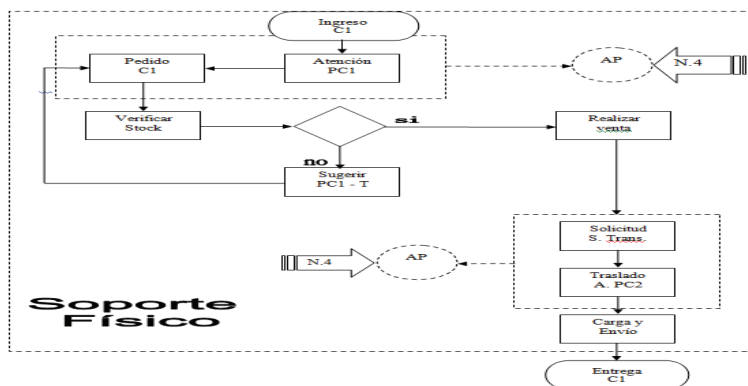 Ingreso
C1
Pedido
C1
Atención
PC1
AP
N.4
Verificar
Stock
si
Realizar
venta
no
Sugerir
PC1 - T
Solicitud
S. Trans
N.4
AP
Traslado
A. PC2
Soporte
Físico
Carga y
Envío
Entrega
C1